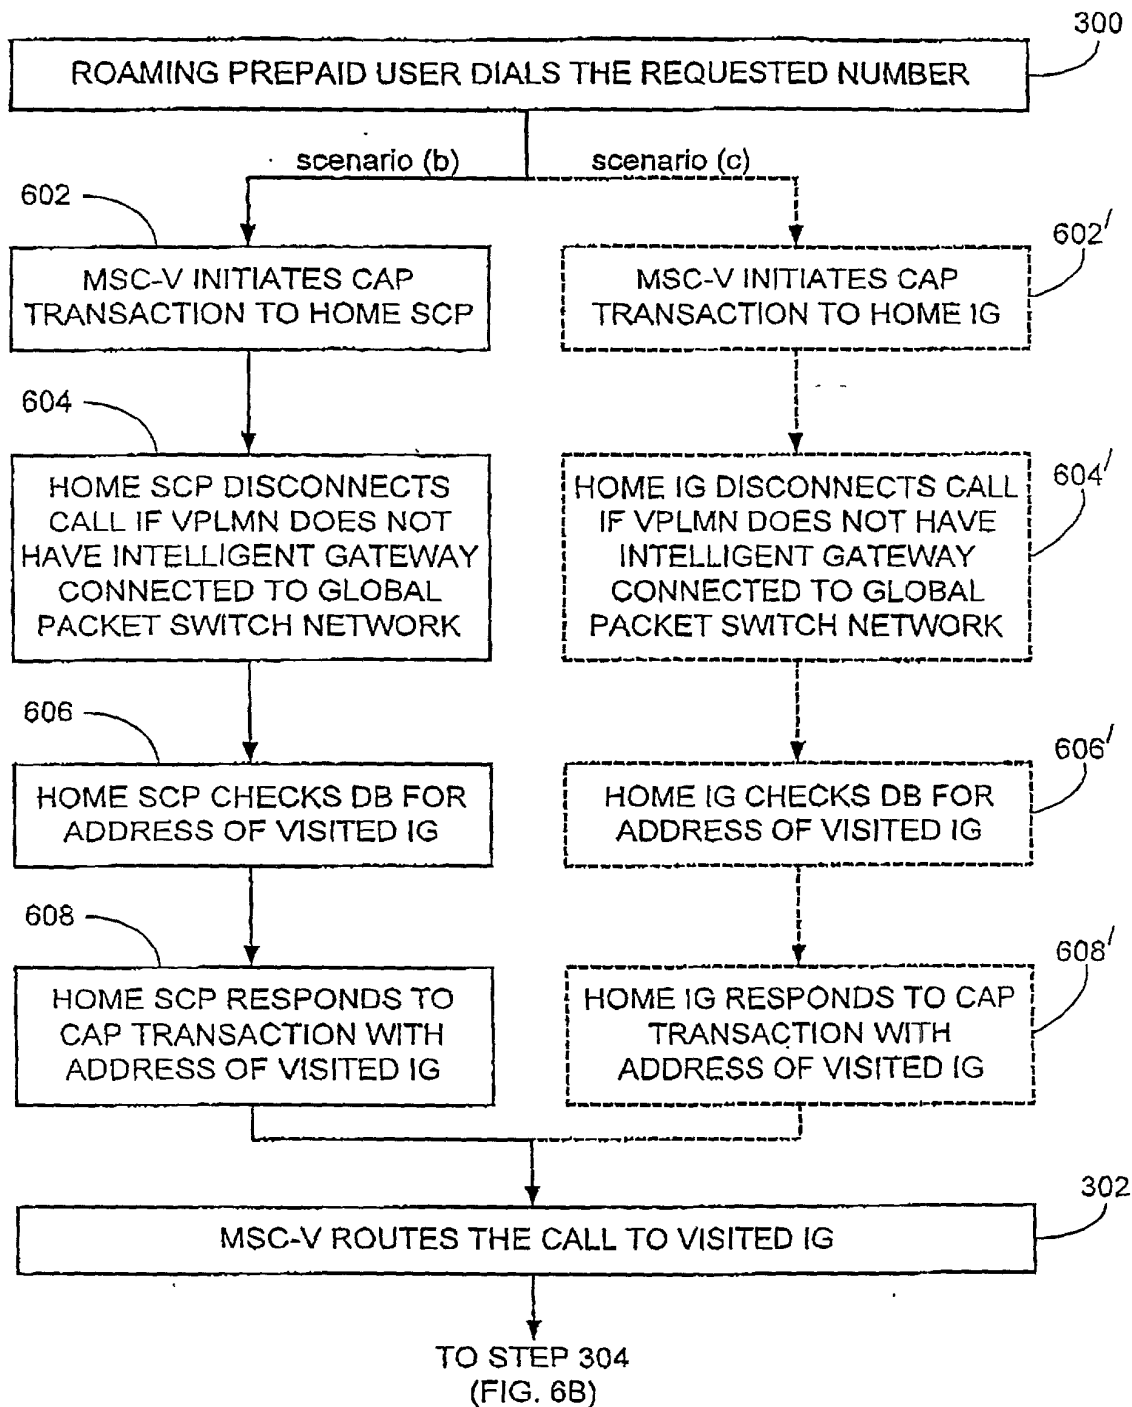 300
ROAMING PREPAID USER DIALS THE REQUESTED NUMBER
scenario (b)
scenario (c)
602
MSC-V INITIATES CAP
TRANSACTION TO HOME SCP
602'
MSC-V INITIATES CAP
TRANSACTION TO HOME IG
604
HOME SCP DISCONNECTS
CALL IF VPLMN DOES NOT
HAVE INTELLIGENT GATEWAY
CONNECTED TO GLOBAL
PACKET SWITCH NETWORK
604'
HOME IG DISCONNECTS CALL
IF VPLMN DOES NOT HAVE
INTELLIGENT GATEWAY
CONNECTED TO GLOBAL
PACKET SWITCH NETWORK
606
HOME SCP CHECKS DB FOR
ADDRESS OF VISITED IG
606'
HOME IG CHECKS DB FOR
ADDRESS OF VISITED IG
608
HOME SCP RESPONDS TO
CAP TRANSACTION WITH
ADDRESS OF VISITED IG
608'
HOME IG RESPONDS TO CAP
TRANSACTION WITH
ADDRESS OF VISITED IG
302
MSC-V ROUTES THE CALL TO VISITED IG
TO STEP 304
(FIG. 6B)